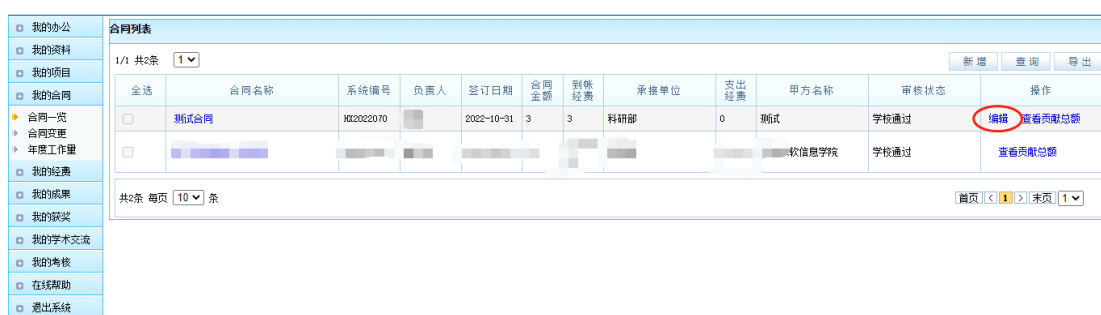 我的办公
我的资料
我的项目
我的合同
合同一览
合同变更
年度工作量
我的经费
我的成果
我的获奖
我的学术交流
我的考核
在线帮助
退出系统
合同列表
1/1 共2条 1
新增 查询 导出
全选 合同名称 系统编号 负责人 签订日期 合同金额 到帐经费 承接单位 支出经费 甲方名称 审核状态 操作
测试合同 HX2022070 2022-10-31 3 3 科研部 0 测试 学校通过 编辑 查看贡献总额
软信息学院 学校通过 查看贡献总额
共2条 每页 10 条 首页 < 1 > 末页 1